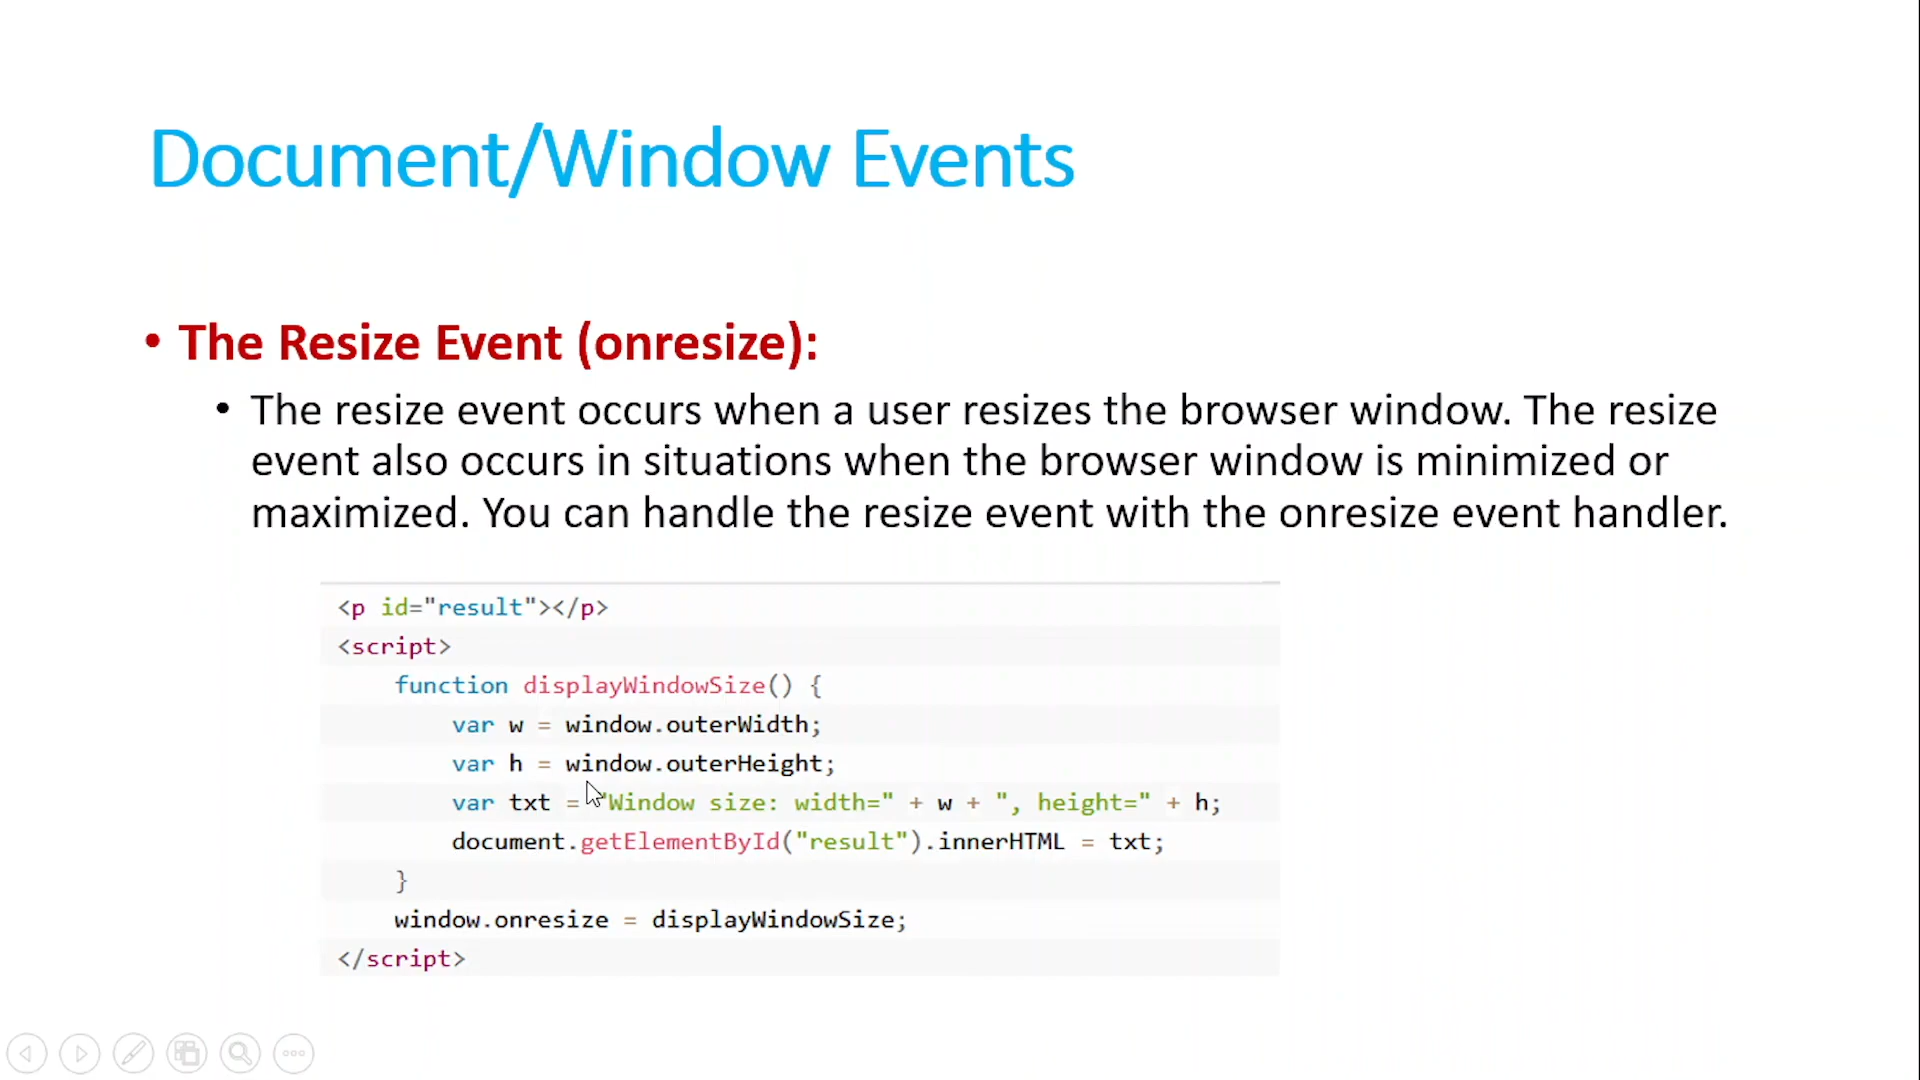 Document/Window Events
• The Resize Event (onresize):
• The resize event occurs when a user resizes the browser window. The resize
event also occurs in situations when the browser window is minimized or
maximized. You can handle the resize event with the onresize event handler.
<p id="result"></p>
<script>
function displayWindowSize() {
var w = window.outerWidth;
var h = window.outerHeight;
var txt = "Window size: width=" + w + ", height=" + h;
document.getElementById("result").innerHTML = txt;
}
window.onresize = displayWindowSize;
</script>